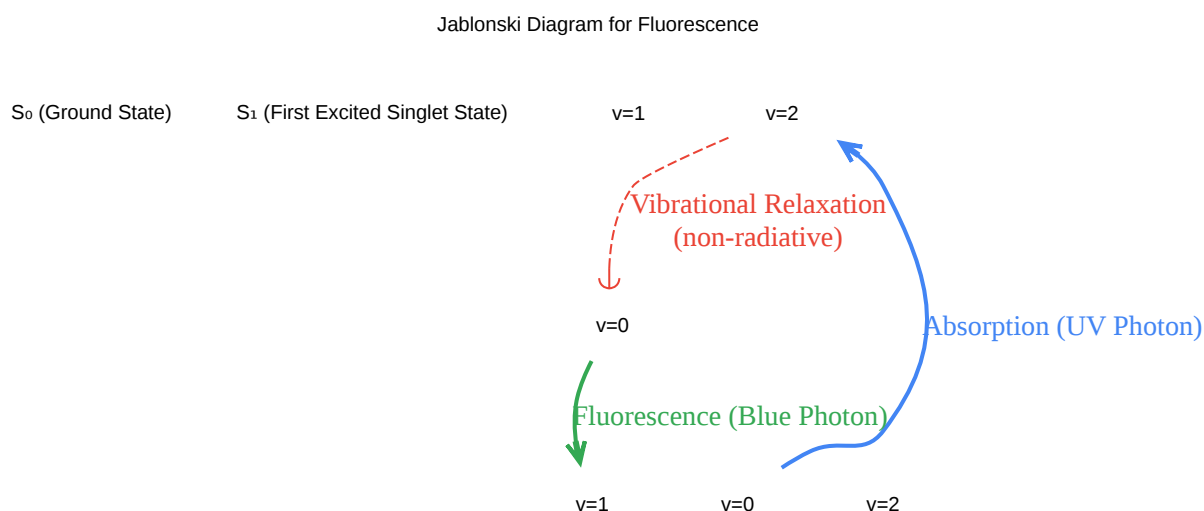 Jablonski Diagram for Fluorescence
S₀ (Ground State)
S₁ (First Excited Singlet State)
v=1
v=2
Vibrational Relaxation
(non-radiative)
v=0
Absorption (UV Photon)
Fluorescence (Blue Photon)
v=1
v=0
v=2